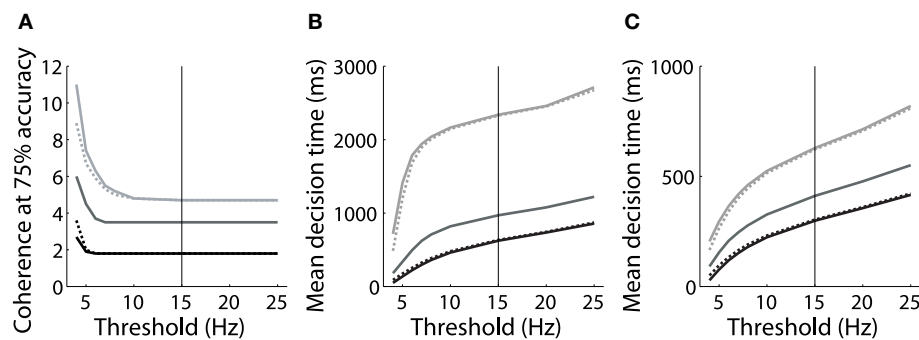 A
Coherence at 75% accuracy
12
10
8
6
4
2
0
5 10 15 20 25
Threshold (Hz)
B
Mean decision time (ms)
3000
2000
1000
0
5 10 15 20 25
Threshold (Hz)
C
Mean decision time (ms)
1000
500
0
5 10 15 20 25
Threshold (Hz)